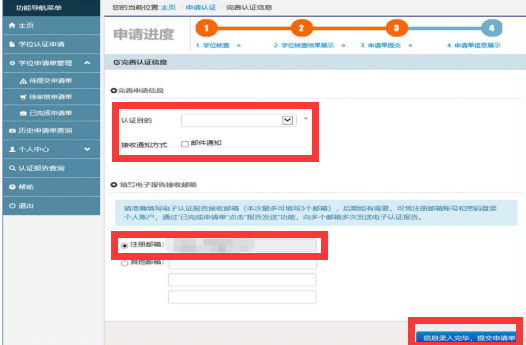 功能导航菜单
主页
学位认证申请
学位申请单管理
待提交申请单
待审核申请单
已完成申请单
历史申请单查询
个人中心
认证报告查询
帮助
退出
您的当前位置:主页 / 申请认证 / 完善认证信息
申请进度
1 2 3 4
1. 学位核查 » 2. 学位核查结果展示 » 3. 申请单提交 » 4. 申请单信息展示
完善认证信息
完善申请信息
认证目的 *
接收通知方式 邮件通知
填写电子报告接收邮箱
请准确填写电子认证报告接收邮箱（本次最多可填写3个邮箱），后期如有需要，可凭注册邮箱账号和密码登录
个人账户，通过“已完成申请单”点击“报告发送”功能，向多个邮箱多次发送电子认证报告。
注册邮箱:
其他邮箱:
信息录入完毕，提交申请单